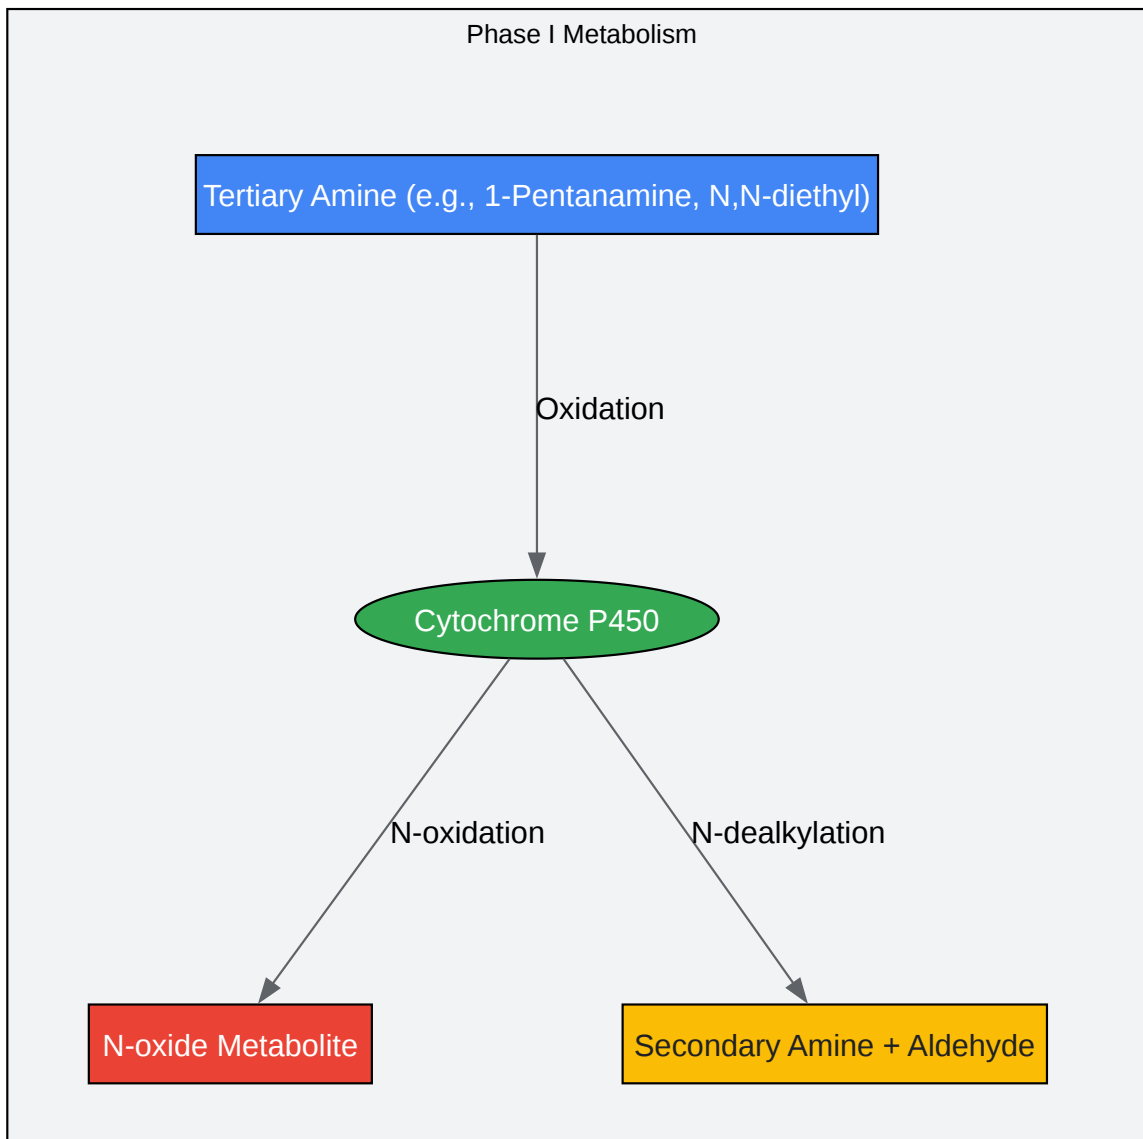 Phase I Metabolism
Tertiary Amine (e.g., 1-Pentanamine, N,N-diethyl)
Oxidation
Cytochrome P450
N-oxidation
N-dealkylation
N-oxide Metabolite
Secondary Amine + Aldehyde